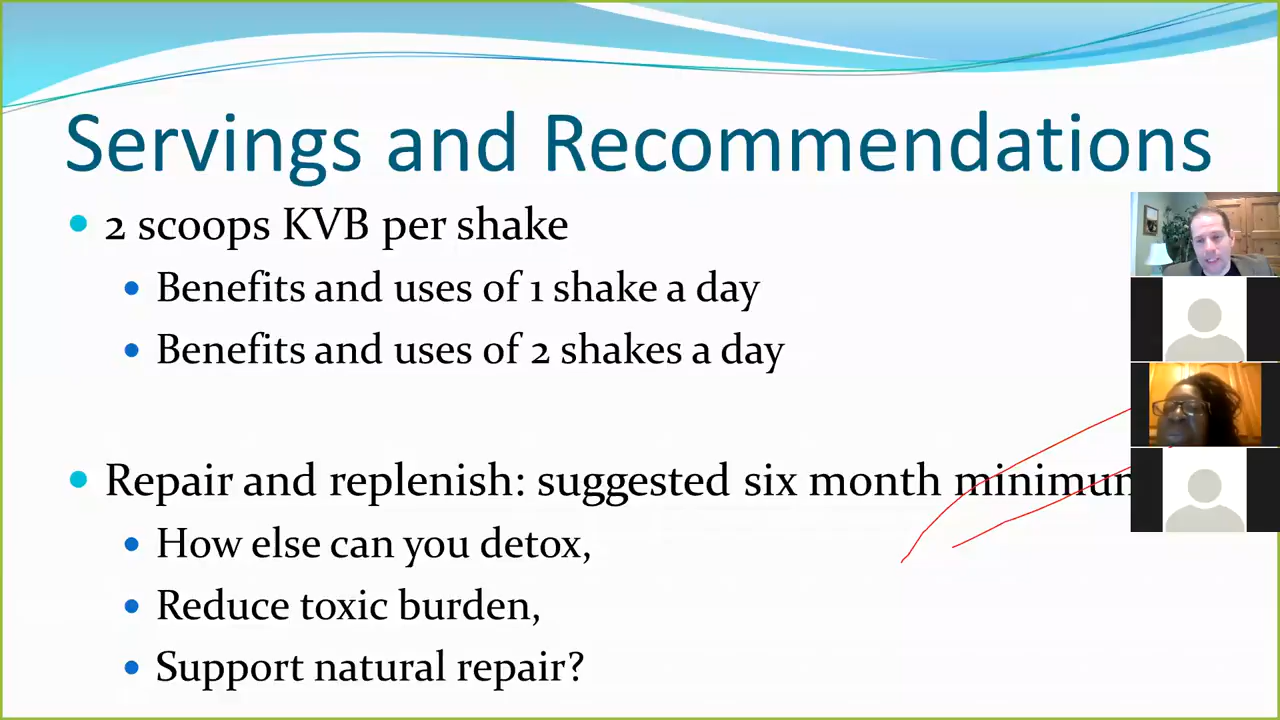 Servings and Recommendations
2 scoops KVB per shake
Benefits and uses of 1 shake a day
Benefits and uses of 2 shakes a day
Repair and replenish: suggested six month minimum
How else can you detox,
Reduce toxic burden,
Support natural repair?